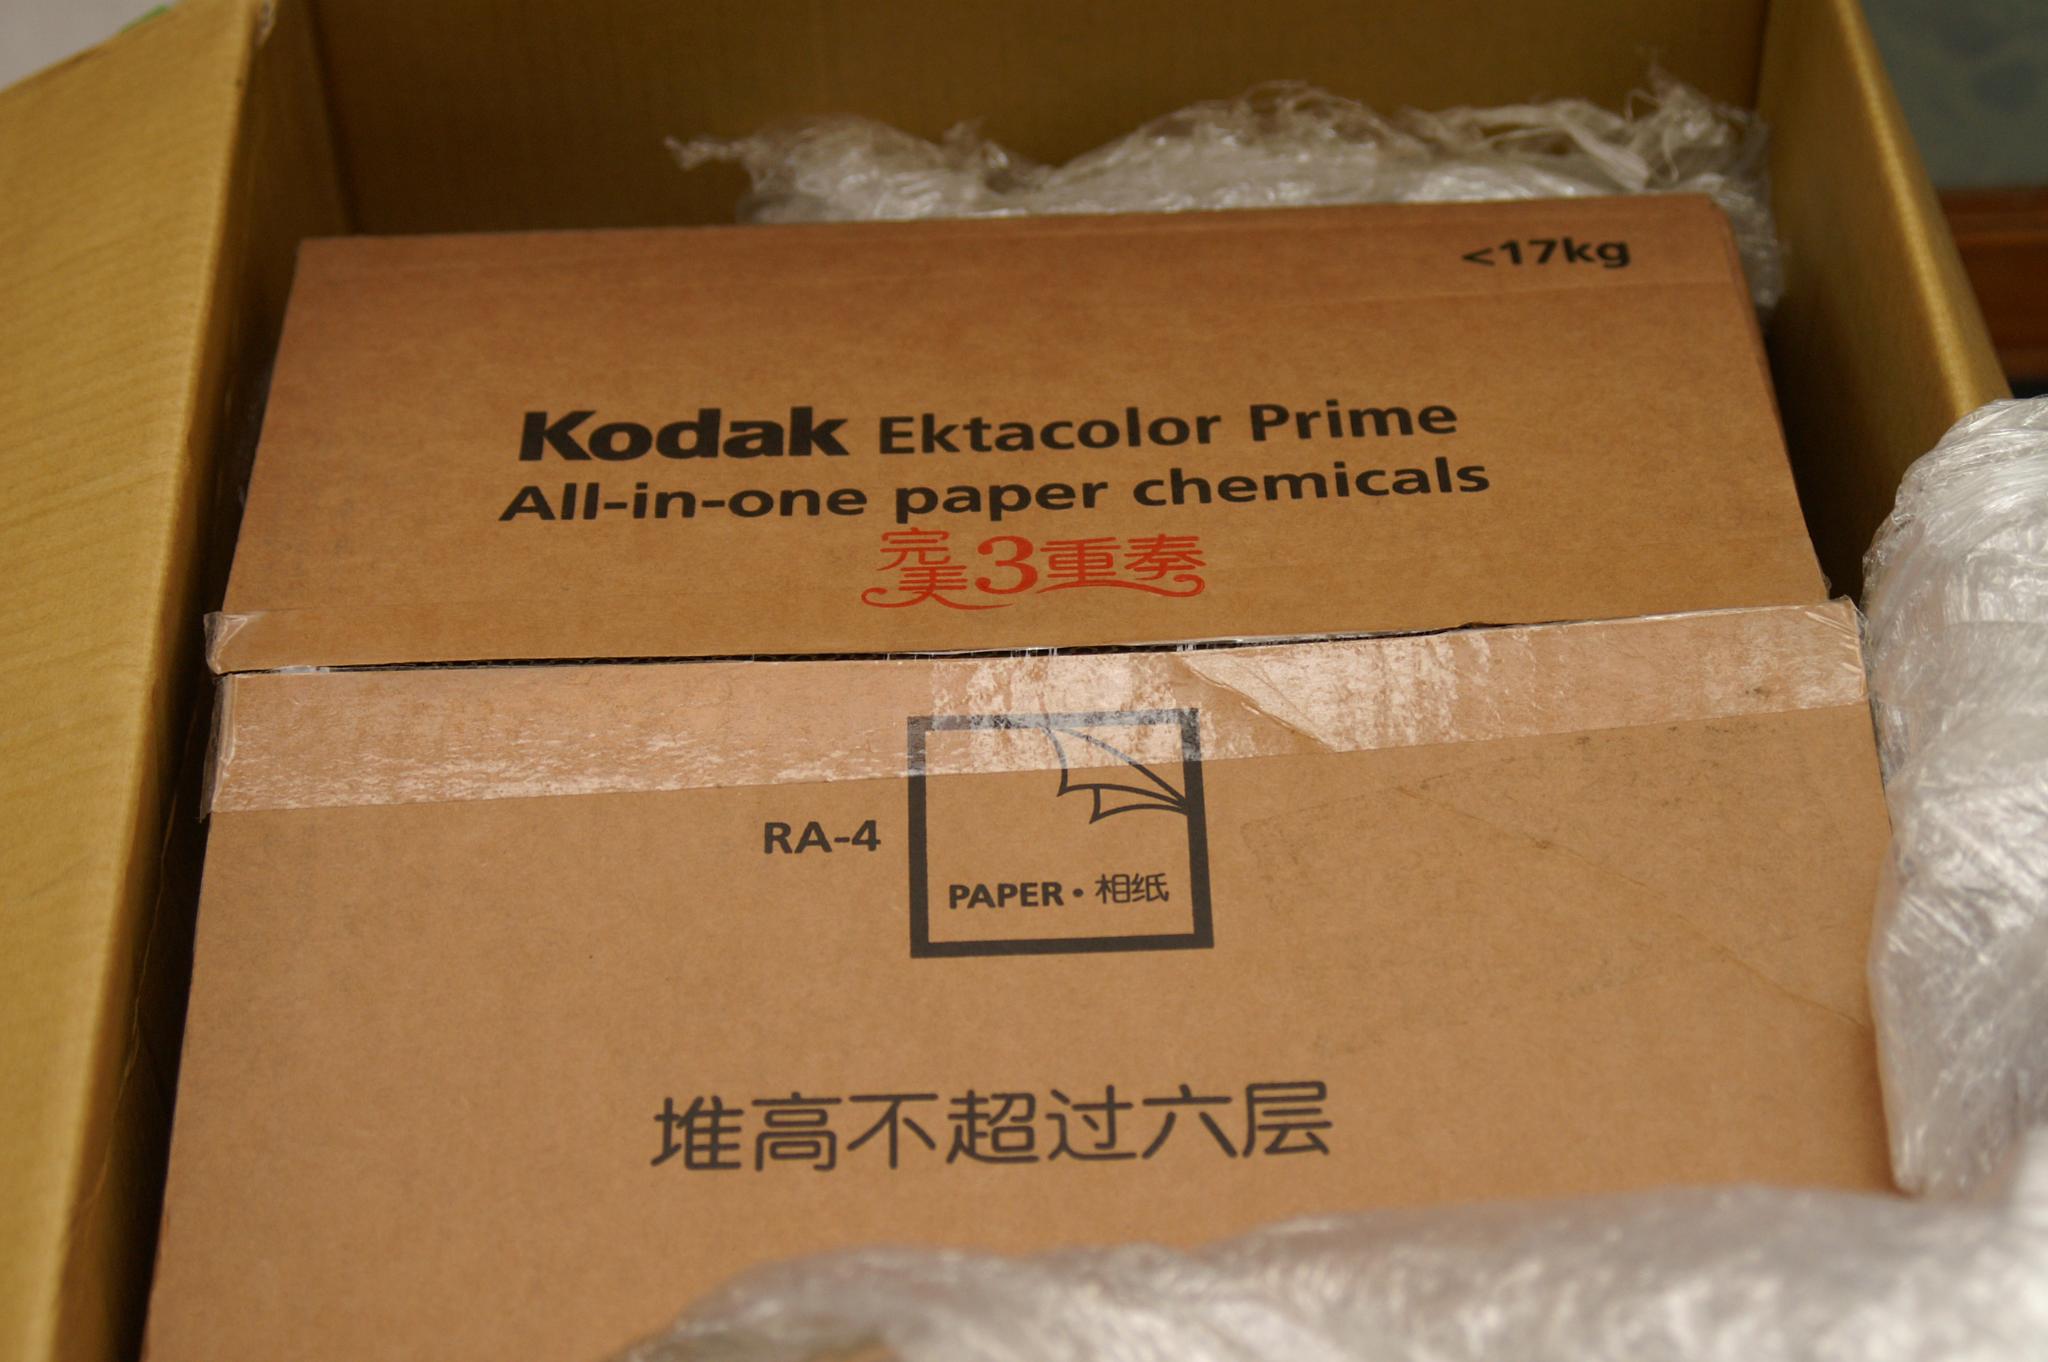 <17kg
Kodak Ektacolor Prime
All-in-one paper chemicals
完美3重奏
RA-4
PAPER·相纸
堆高不超过六层